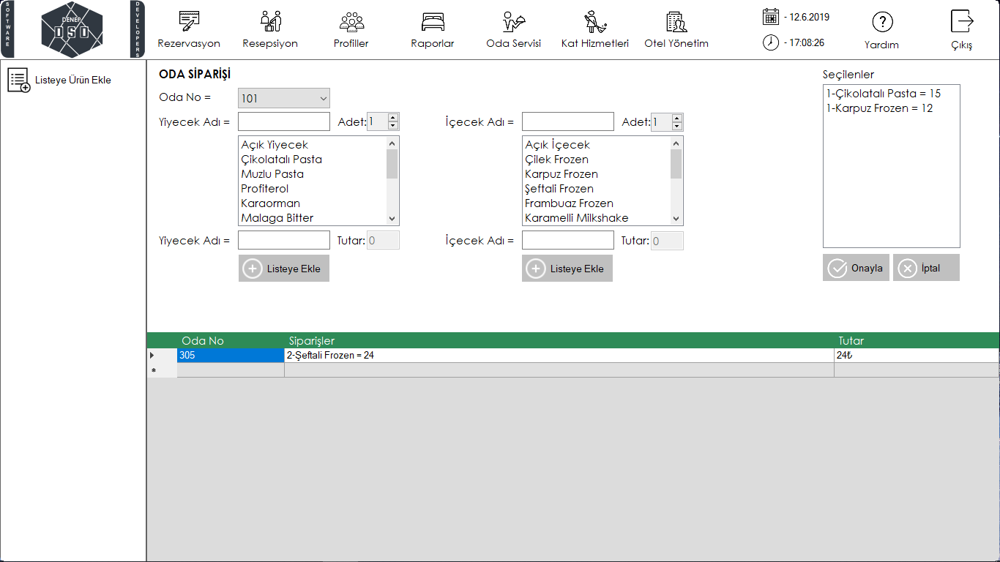 SOFTWARE
DENEP
OSO
DEVELOPERS
Rezervasyon
Resepsiyon
Profiller
Raporlar
Oda Servisi
Kat Hizmetleri
Otel Yönetim
- 12.6.2019
- 17:08:26
?
Yardım
Çıkış
Listeye Ürün Ekle
ODA SİPARİŞİ
Oda No =
101
Yiyecek Adı =
Adet:
1
Açık Yiyecek
Çikolatalı Pasta
Muzlu Pasta
Profiterol
Karaorman
Malaga Bitter
Yiyecek Adı =
Tutar:
0
Listeye Ekle
İçecek Adı =
Adet:
1
Açık İçecek
Çilek Frozen
Karpuz Frozen
Şeftali Frozen
Frambuaz Frozen
Karamelli Milkshake
İçecek Adı =
Tutar:
0
Listeye Ekle
Seçilenler
1-Çikolatalı Pasta = 15
1-Karpuz Frozen = 12
Onayla
İptal
Oda No Siparişler Tutar
305 2-Şeftali Frozen = 24 24₺